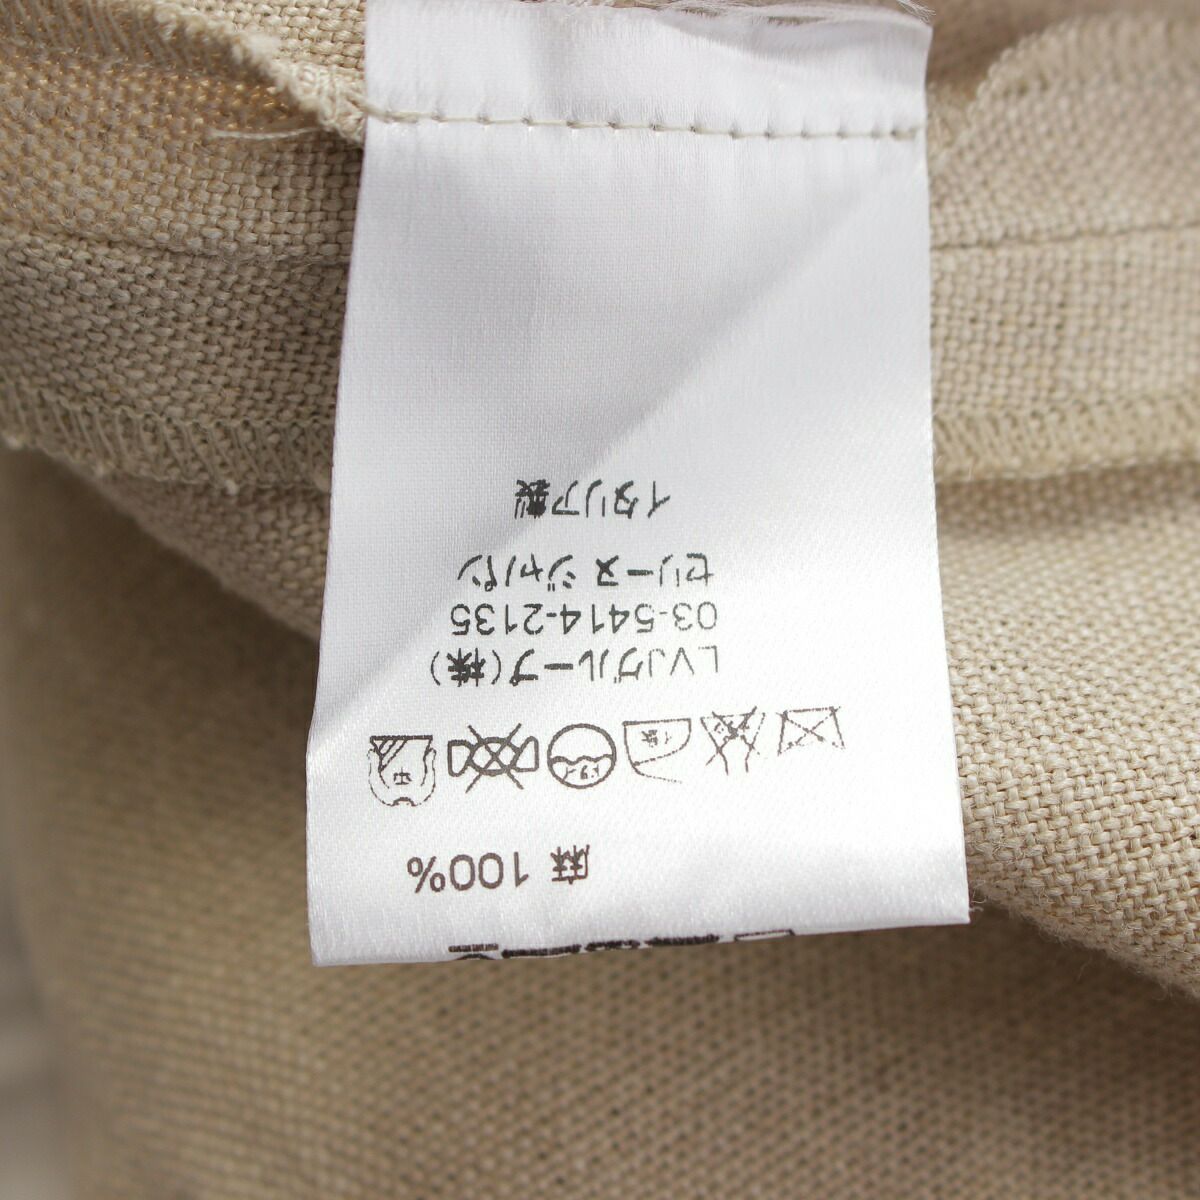 麻 100%
LVJグループ(株)
03-5414-2135
セリーヌ ジャパン
イタリア製